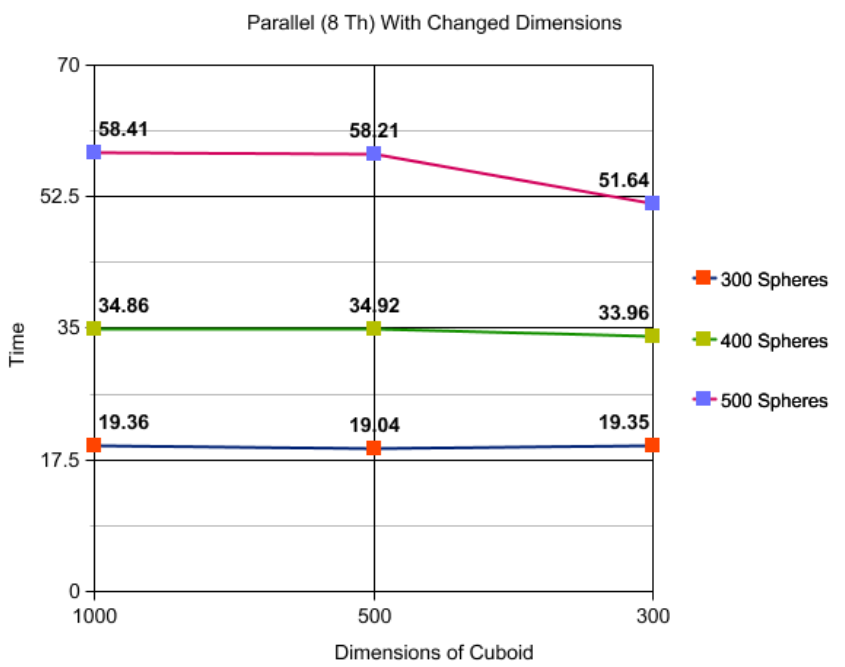 Parallel (8 Th) With Changed Dimensions
70
58.41
58.21
51.64
52.5
300 Spheres
34.86
34.92
33.96
35
400 Spheres
Time
500 Spheres
19.36
19.04
19.35
17.5
0
1000
500
300
Dimensions of Cuboid